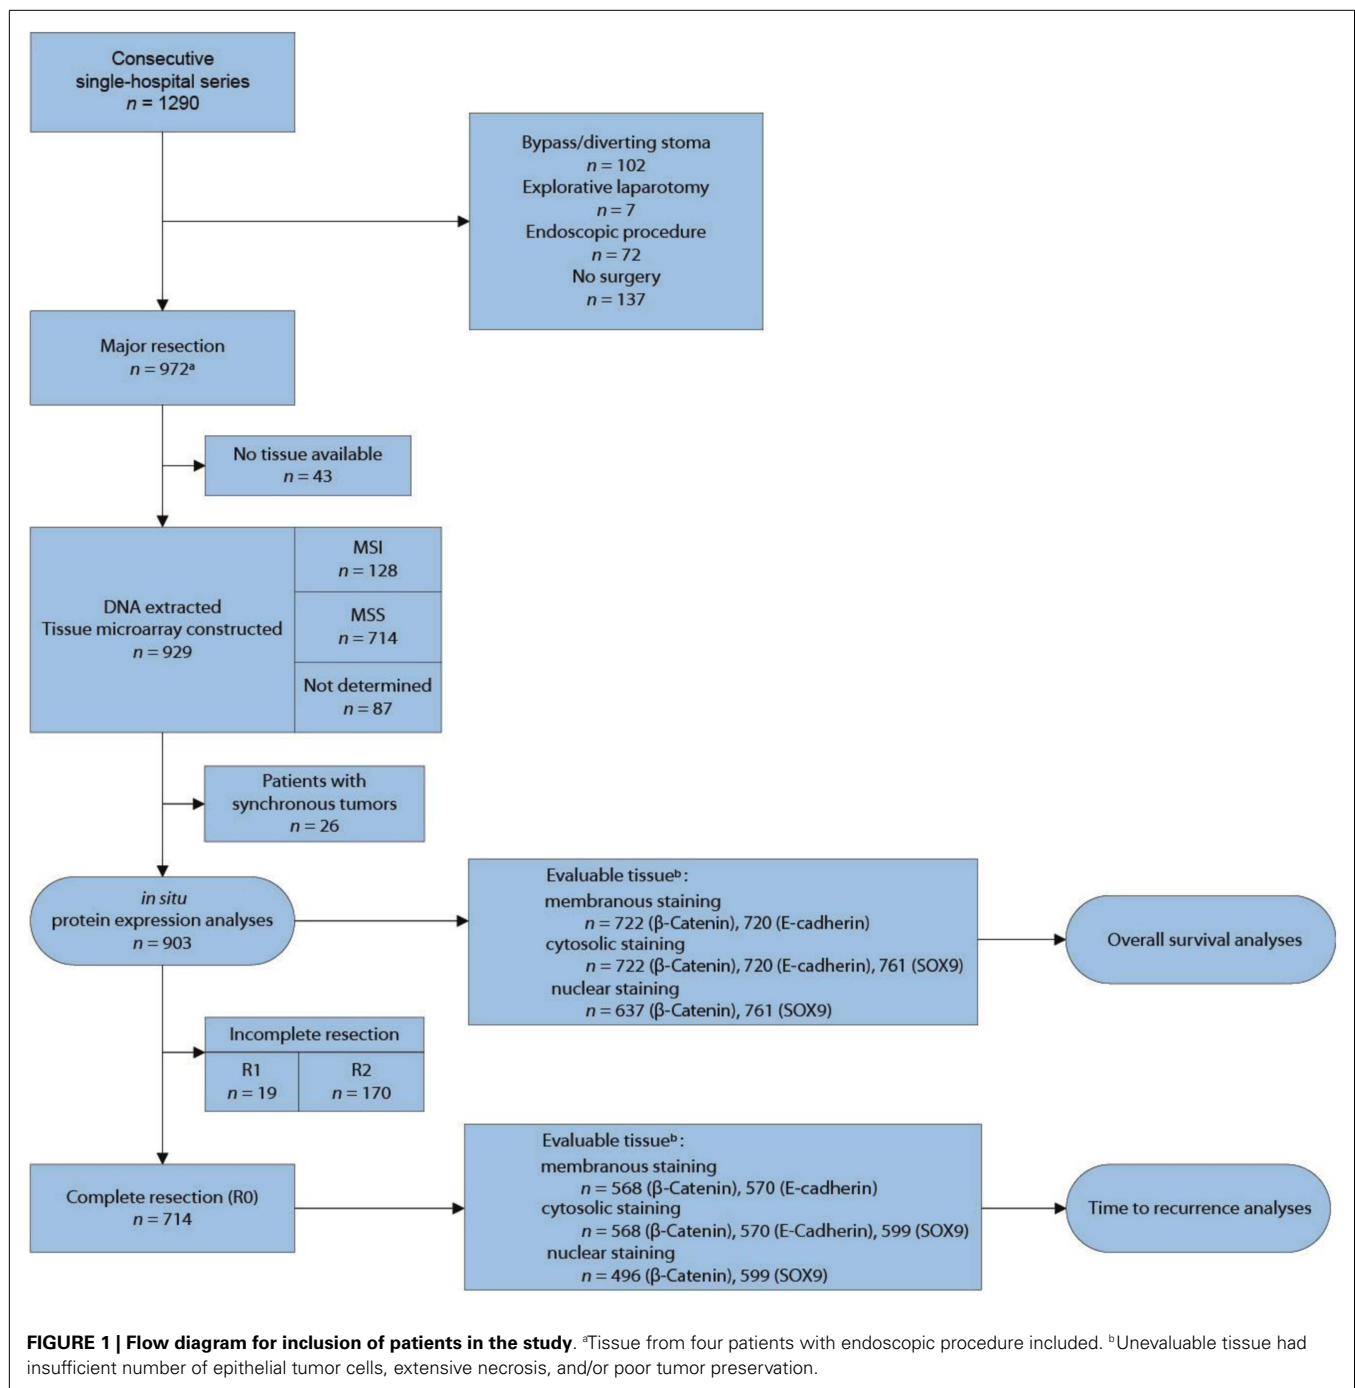 Consecutive
single-hospital series
n = 1290
Bypass/diverting stoma
n = 102
Explorative laparotomy
n = 7
Endoscopic procedure
n = 72
No surgery
n = 137
Major resection
n = 972ª
No tissue available
n = 43
DNA extracted
Tissue microarray constructed
n = 929
MSI
n = 128
MSS
n = 714
Not determined
n = 87
Patients with
synchronous tumors
n = 26
in situ
protein expression analyses
n = 903
Evaluable tissueᵇ:
membranous staining
n = 722 (β-Catenin), 720 (E-cadherin)
cytosolic staining
n = 722 (β-Catenin), 720 (E-cadherin), 761 (SOX9)
nuclear staining
n = 637 (β-Catenin), 761 (SOX9)
Overall survival analyses
Incomplete resection
R1
n = 19
R2
n = 170
Complete resection (R0)
n = 714
Evaluable tissueᵇ:
membranous staining
n = 568 (β-Catenin), 570 (E-cadherin)
cytosolic staining
n = 568 (β-Catenin), 570 (E-Cadherin), 599 (SOX9)
nuclear staining
n = 496 (β-Catenin), 599 (SOX9)
Time to recurrence analyses
FIGURE 1 | Flow diagram for inclusion of patients in the study. ªTissue from four patients with endoscopic procedure included. ᵇUnevaluable tissue had
insufficient number of epithelial tumor cells, extensive necrosis, and/or poor tumor preservation.